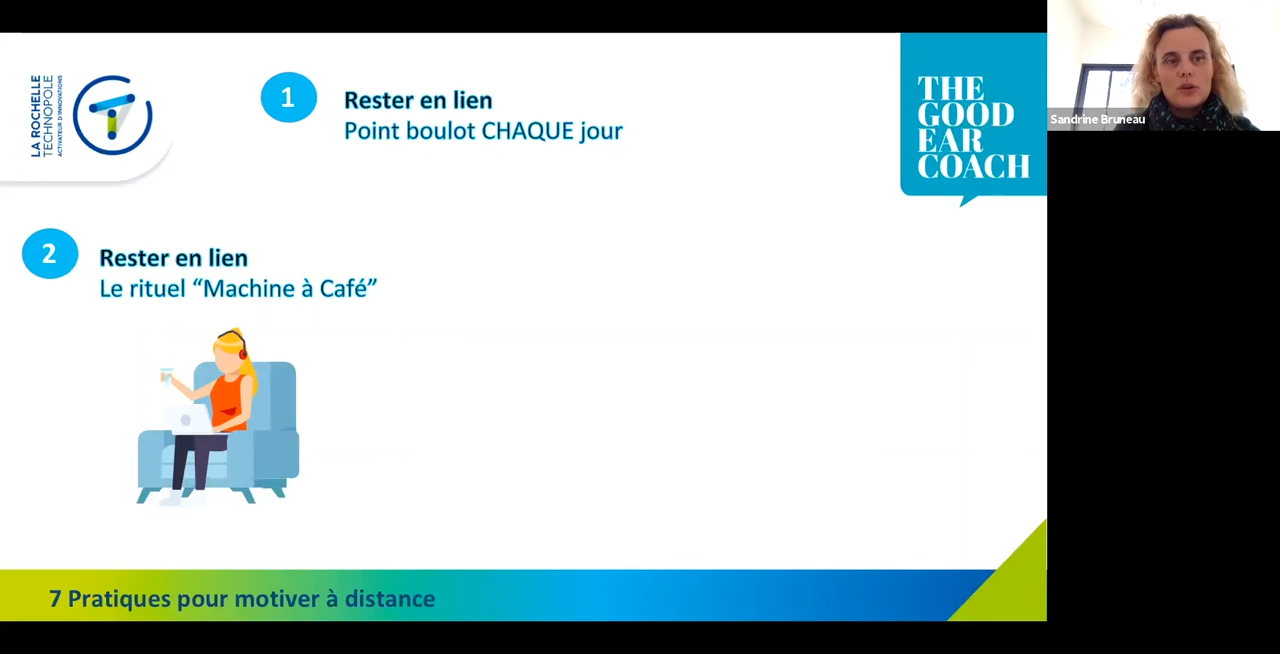 LA ROCHELLE
TECHNOPOLE
ACTIVATEUR D'INNOVATIONS
1
Rester en lien
Point boulot CHAQUE jour
THE
GOOD
EAR
COACH
Sandrine Bruneau
2
Rester en lien
Le rituel “Machine à Café”
7 Pratiques pour motiver à distance